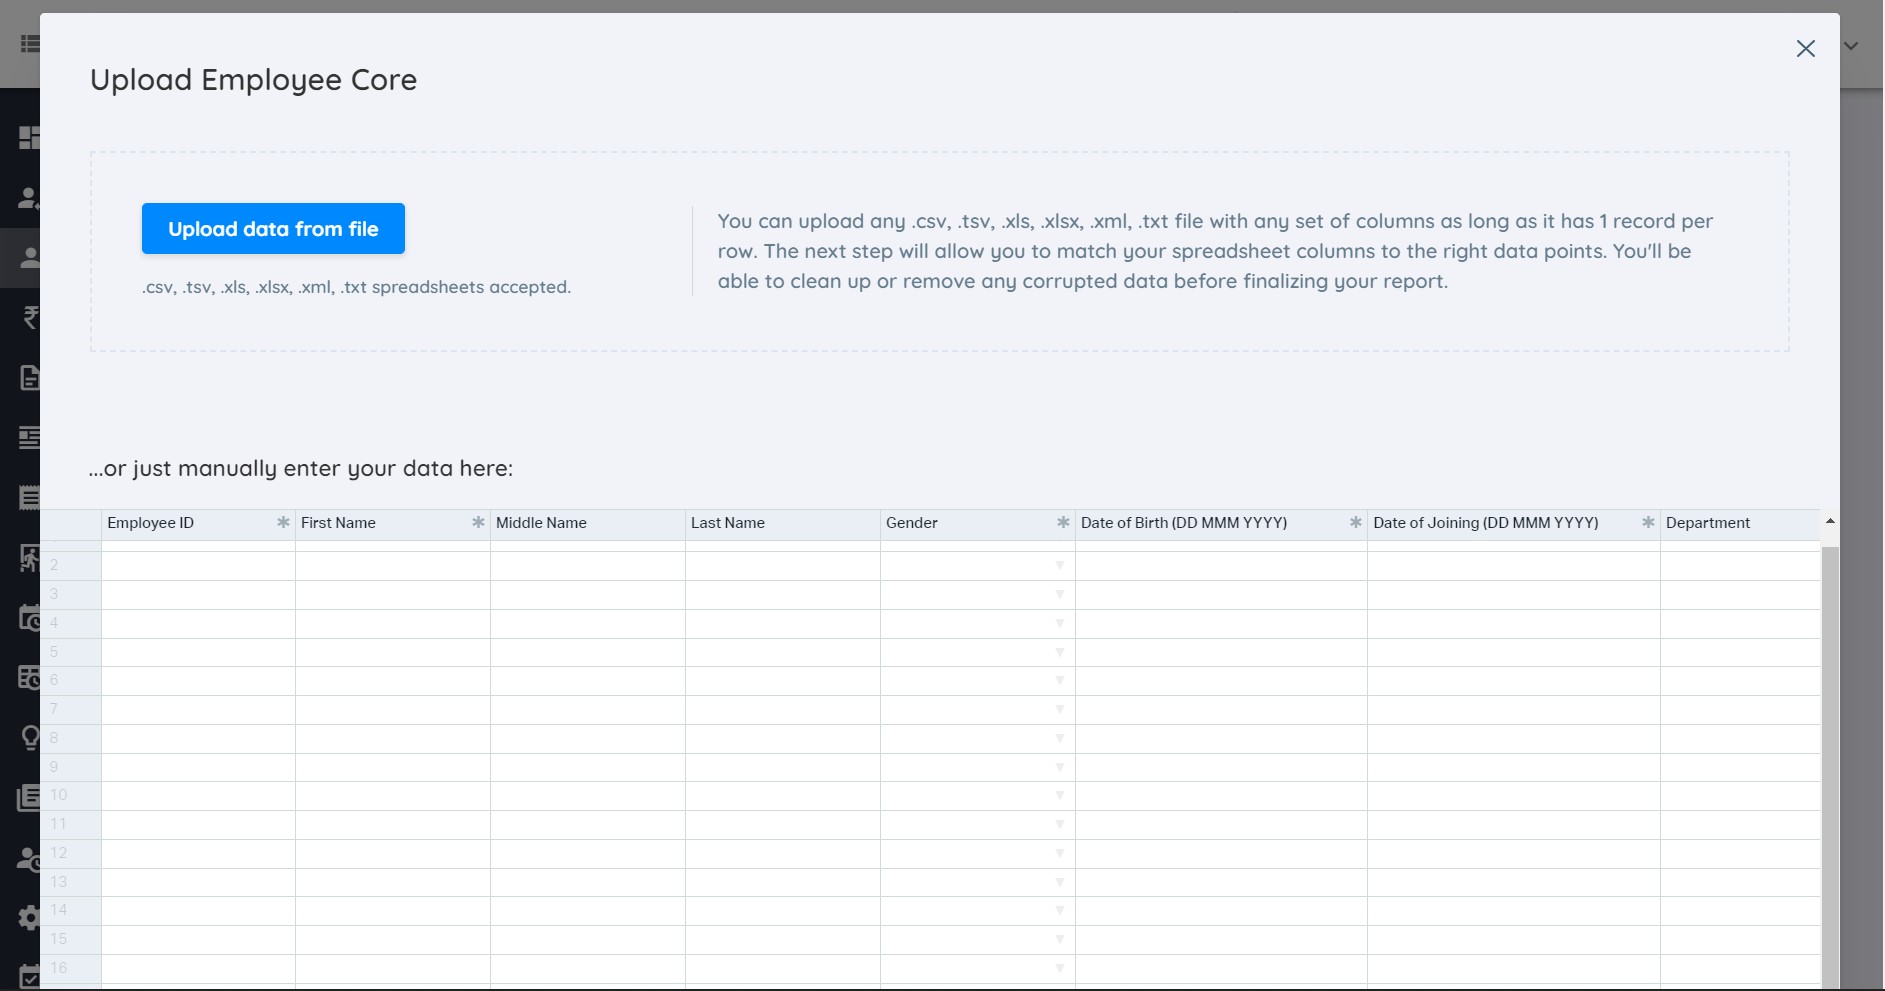 Upload Employee Core
Upload data from file
.csv, .tsv, .xls, .xlsx, .xml, .txt spreadsheets accepted.
You can upload any .csv, .tsv, .xls, .xlsx, .xml, .txt file with any set of columns as long as it has 1 record per
row. The next step will allow you to match your spreadsheet columns to the right data points. You'll be
able to clean up or remove any corrupted data before finalizing your report.
...or just manually enter your data here:
Employee ID * First Name * Middle Name Last Name Gender * Date of Birth (DD MMM YYYY) * Date of Joining (DD MMM YYYY) * Department
2
3
4
5
6
7
8
9
10
11
12
13
14
15
16